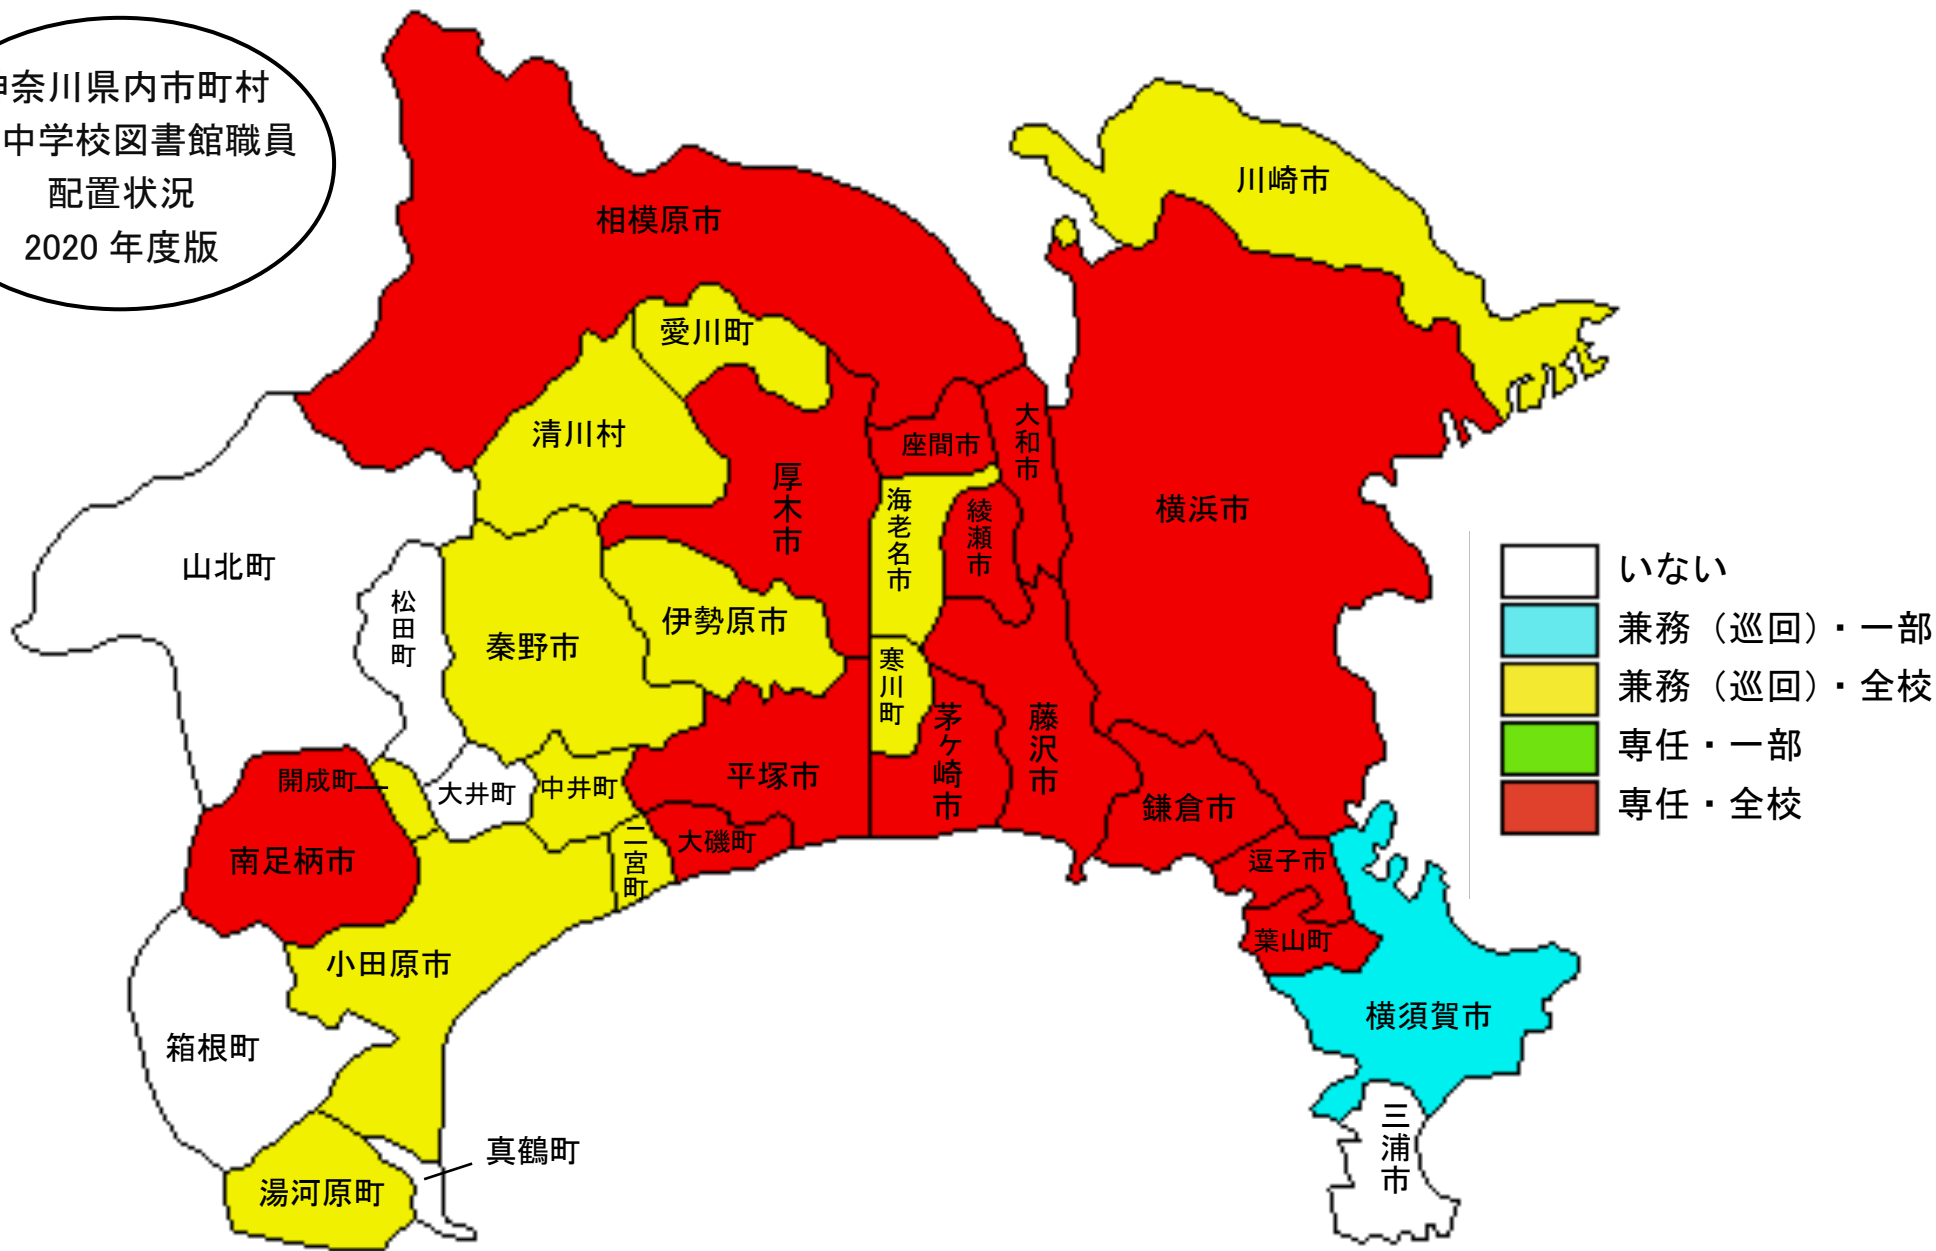 神奈川県内市町村
中学校図書館職員
配置状況
2020 年度版
川崎市
相模原市
愛川町
清川村
座間市
大和市
厚木市
海老名市
綾瀬市
横浜市
山北町
松田町
秦野市
伊勢原市
寒川町
茅ケ崎市
藤沢市
開成町
大井町
中井町
平塚市
鎌倉市
南足柄市
二宮町
大磯町
逗子市
葉山町
小田原市
箱根町
横須賀市
真鶴町
湯河原町
三浦市
いない
兼務（巡回）・一部
兼務（巡回）・全校
専任・一部
専任・全校